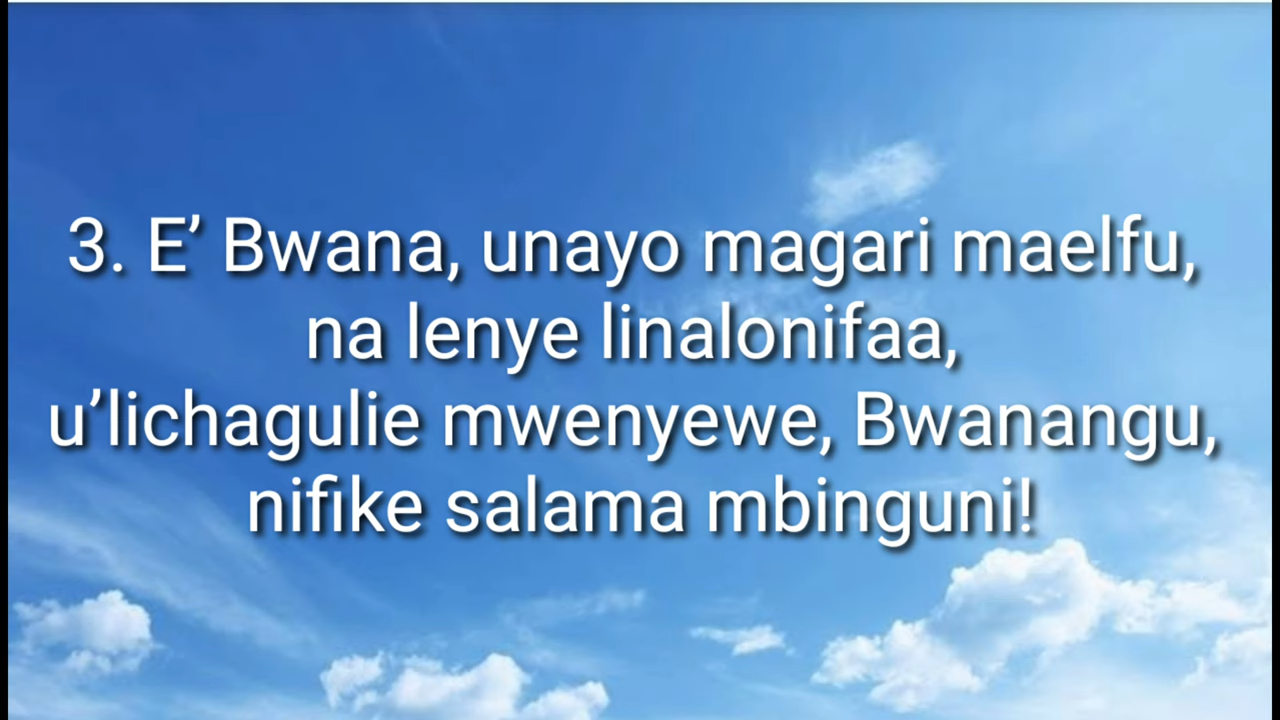 3. E’ Bwana, unayo magari maelfu,
na lenye linalonifaa,
u’lichagulie mwenyewe, Bwanangu,
nifike salama mbinguni!